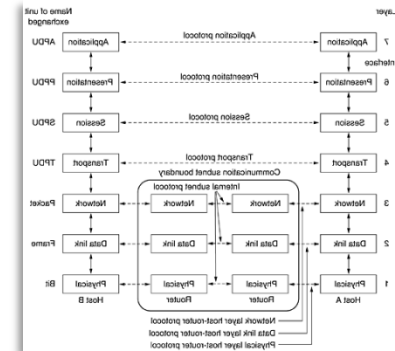 Layer
Name of unit
exchanged
7 Application Application protocol Application APDU
Interface
6 Presentation Presentation protocol Presentation PPDU
5 Session Session protocol Session SPDU
4 Transport Transport protocol Transport TPDU
Communication subnet boundary
Internal subnet protocol
3 Network Network Network Network Packet
2 Data link Data link Data link Data link Frame
1 Physical Physical Physical Physical Bit
Host A Router Router Host B
Network layer host-router protocol
Data link layer host-router protocol
Physical layer host-router protocol